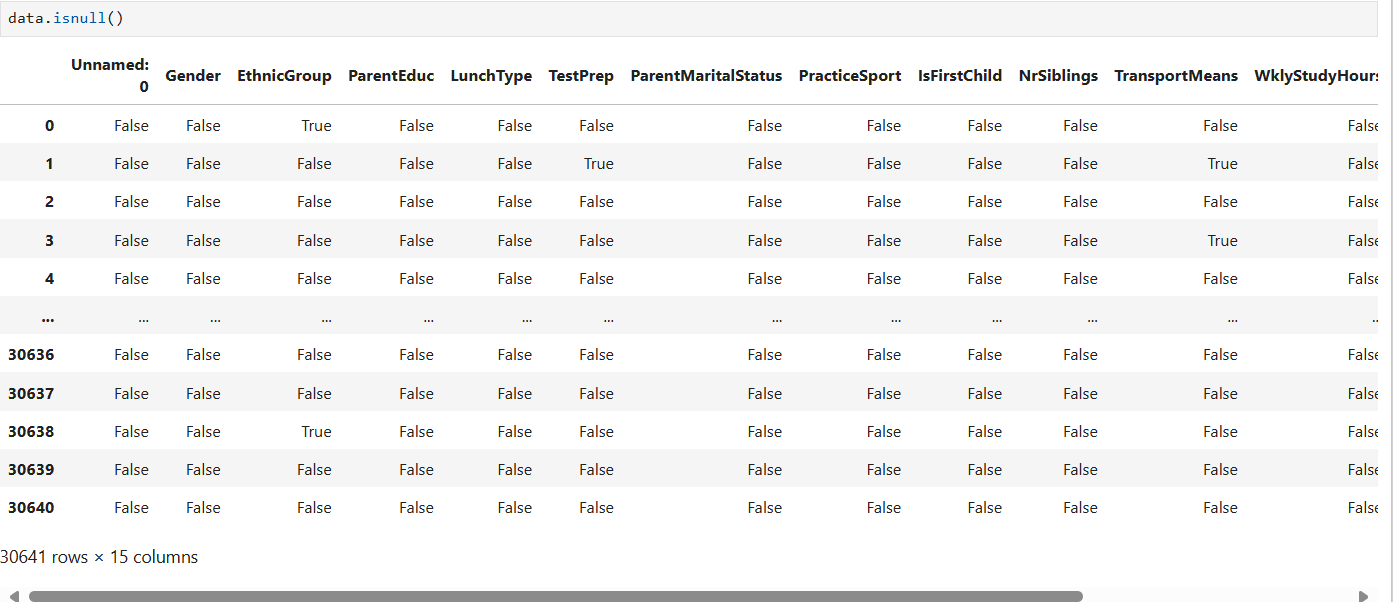 data.isnull()
Unnamed: 0 Gender EthnicGroup ParentEduc LunchType TestPrep ParentMaritalStatus PracticeSport IsFirstChild NrSiblings TransportMeans WklyStudyHours
0 False False True False False False False False False False False False
1 False False False False False True False False False False True False
2 False False False False False False False False False False False False
3 False False False False False False False False False False True False
4 False False False False False False False False False False False False
... ... ... ... ... ... ... ... ... ... ... ... ...
30636 False False False False False False False False False False False False
30637 False False False False False False False False False False False False
30638 False False True False False False False False False False False False
30639 False False False False False False False False False False False False
30640 False False False False False False False False False False False False
30641 rows × 15 columns